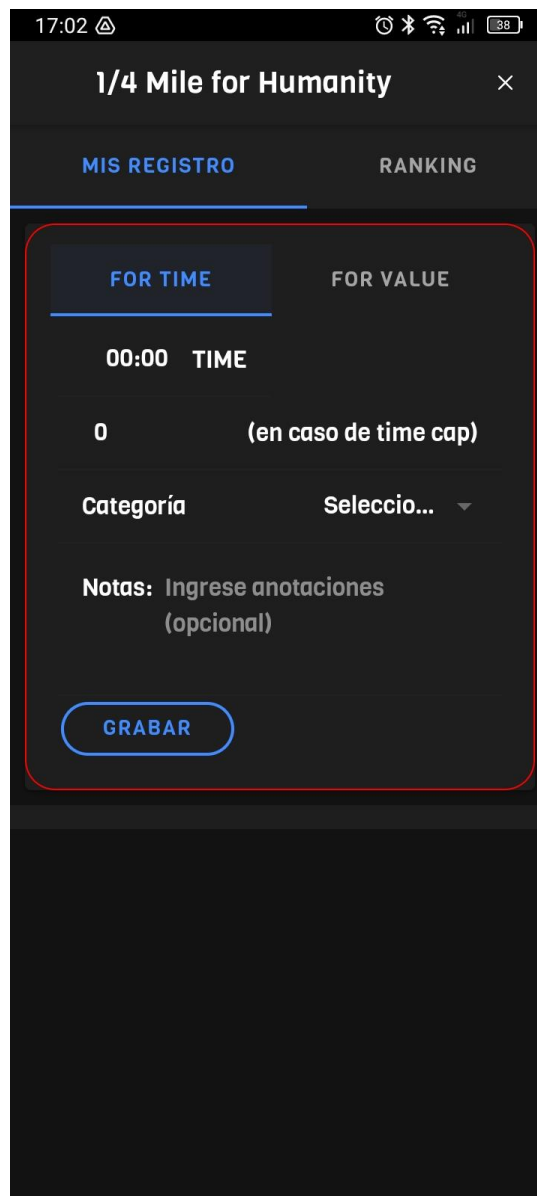 17:02
4G
38
1/4 Mile for Humanity
MIS REGISTRO RANKING
FOR TIME FOR VALUE
00:00 TIME
0 (en caso de time cap)
Categoría Seleccio...
Notas: Ingrese anotaciones
(opcional)
GRABAR